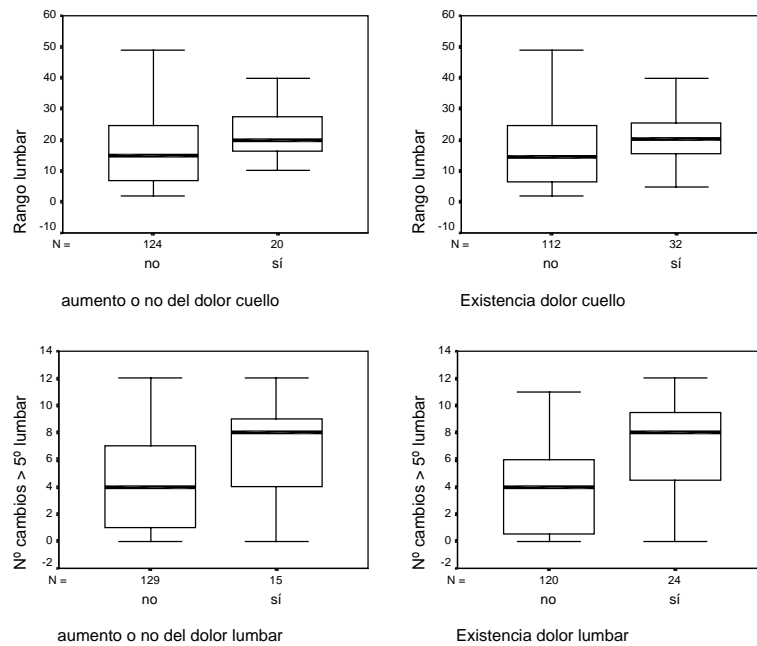 60
50
40
30
20
10
0
-10
Rango lumbar
N = 124 20
no sí
aumento o no del dolor cuello
60
50
40
30
20
10
0
-10
Rango lumbar
N = 112 32
no sí
Existencia dolor cuello
14
12
10
8
6
4
2
0
-2
Nº cambios > 5º lumbar
N = 129 15
no sí
aumento o no del dolor lumbar
14
12
10
8
6
4
2
0
-2
Nº cambios > 5º lumbar
N = 120 24
no sí
Existencia dolor lumbar